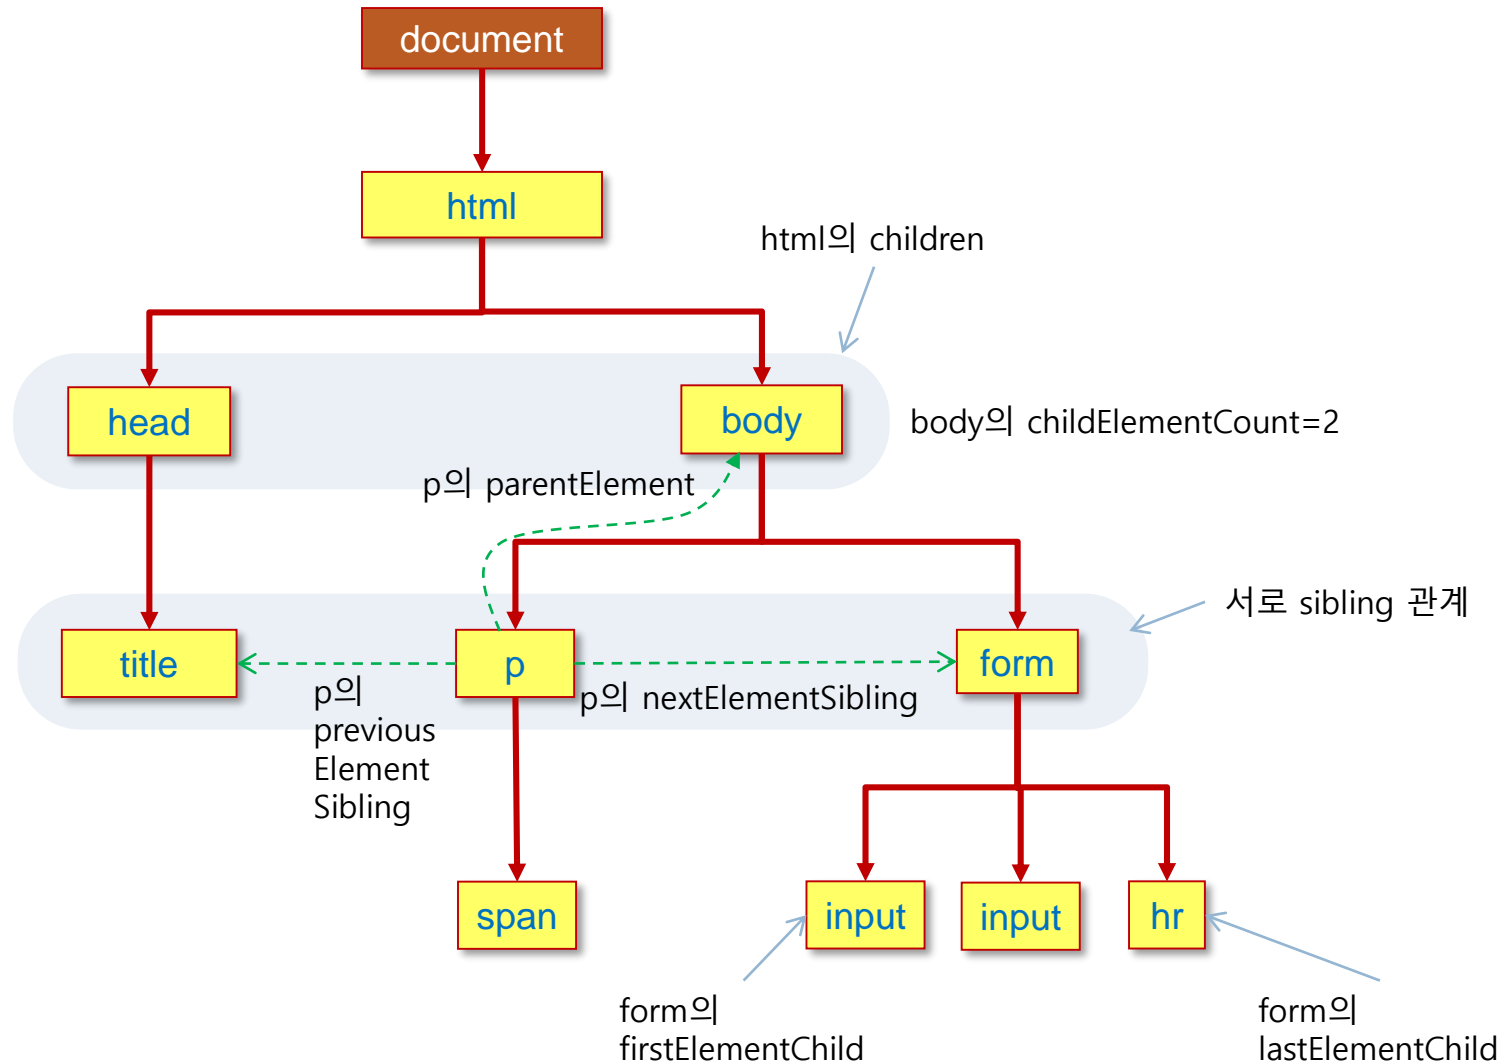 document
html
html의 children
head
body
body의 childElementCount=2
p의 parentElement
서로 sibling 관계
title
p
form
p의 nextElementSibling
p의
previous
Element
Sibling
span
input
input
hr
form의
firstElementChild
form의
lastElementChild